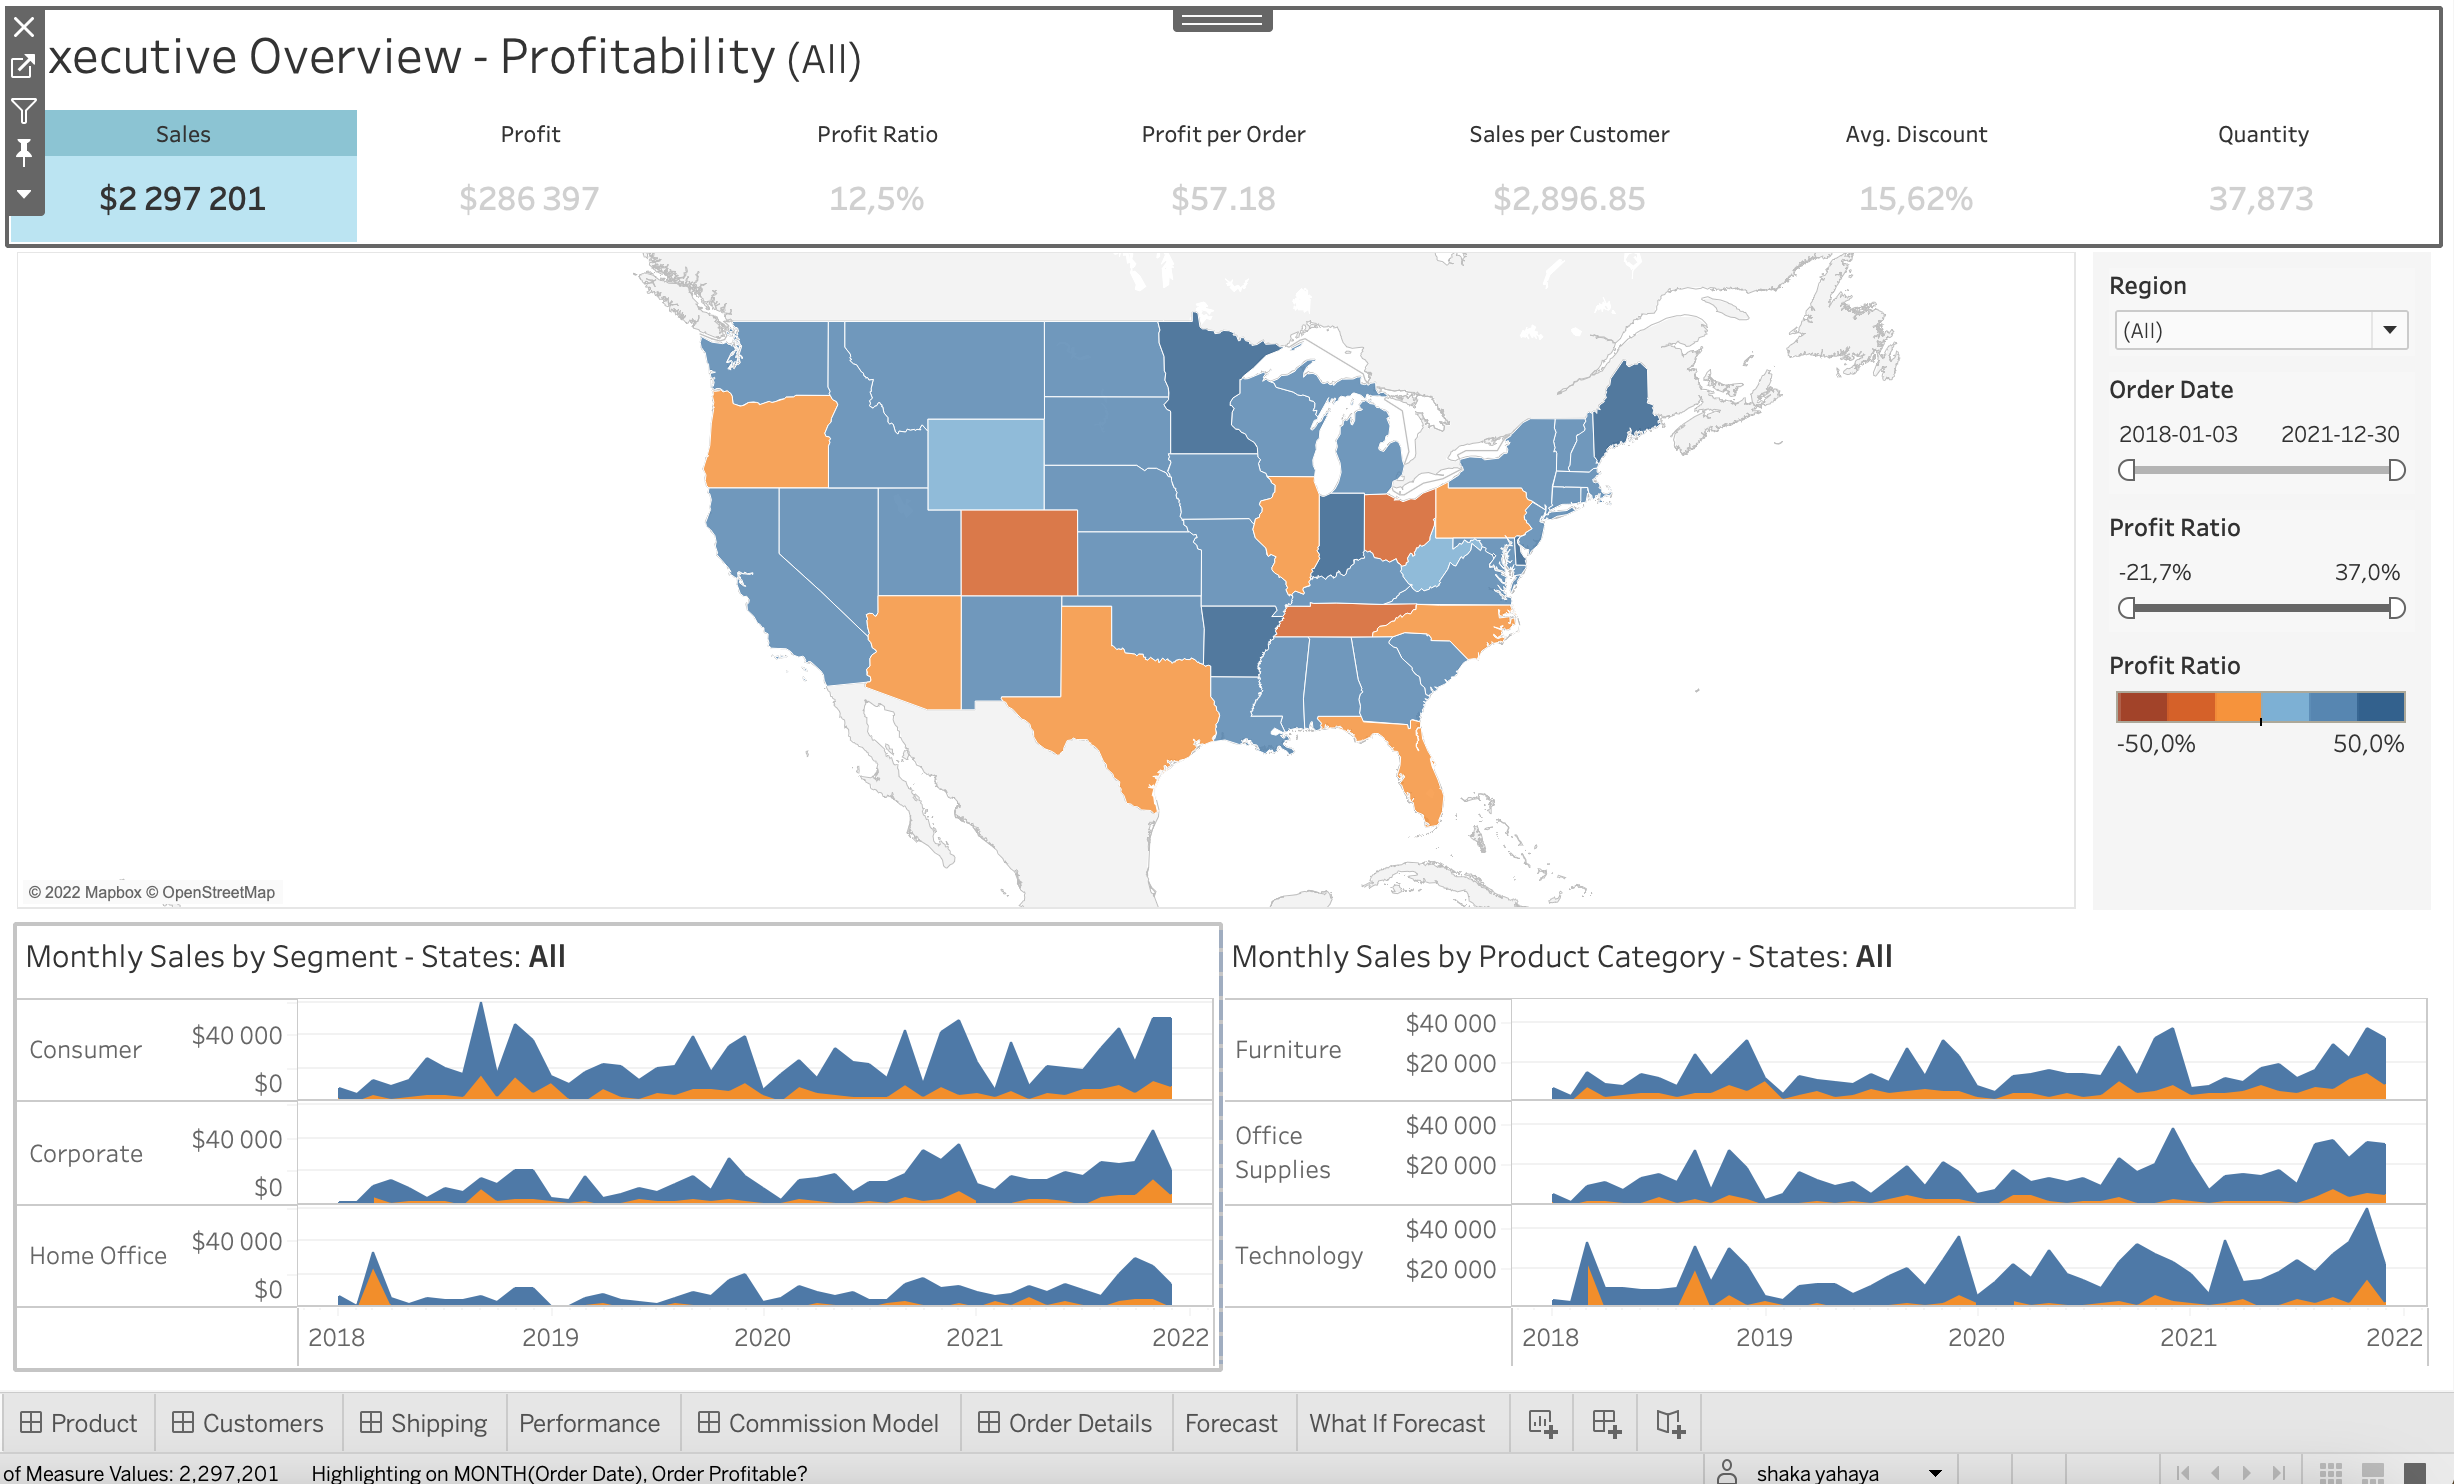 xecutive Overview - Profitability (All)
Sales Profit Profit Ratio Profit per Order Sales per Customer Avg. Discount Quantity
$2 297 201 $286 397 12,5% $57.18 $2,896.85 15,62% 37,873
Region
(All)
Order Date
2018-01-03 2021-12-30
Profit Ratio
-21,7% 37,0%
Profit Ratio
-50,0% 50,0%
© 2022 Mapbox © OpenStreetMap
Monthly Sales by Segment - States: All
Consumer $40 000
$0
Corporate $40 000
$0
Home Office $40 000
$0
2018 2019 2020 2021 2022
Monthly Sales by Product Category - States: All
Furniture $40 000
$20 000
Office Supplies $40 000
$20 000
Technology $40 000
$20 000
2018 2019 2020 2021 2022
Product Customers Shipping Performance Commission Model Order Details Forecast What If Forecast
of Measure Values: 2,297,201 Highlighting on MONTH(Order Date), Order Profitable? shaka yahaya